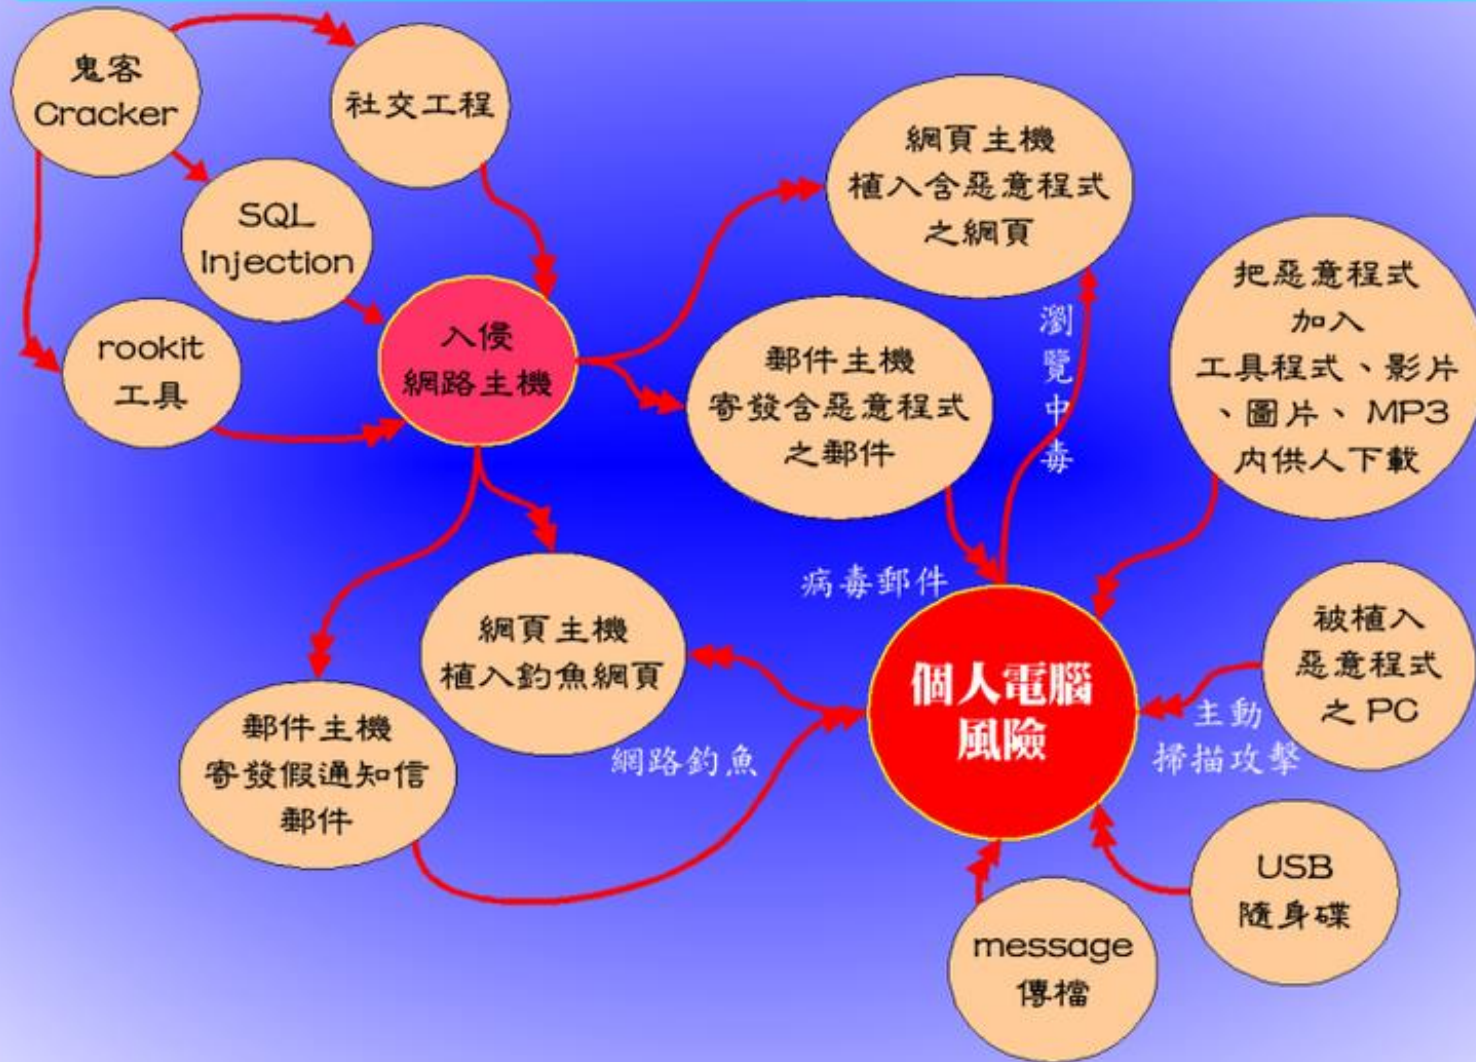 鬼客
Cracker
社交工程
SQL
Injection
rookit
工具
入侵
網路主機
網頁主機
植入含惡意程式
之網頁
郵件主機
寄發含惡意程式
之郵件
瀏
覽
中
毒
把惡意程式
加入
工具程式、影片
、圖片、MP3
內供人下載
病毒郵件
網頁主機
植入釣魚網頁
郵件主機
寄發假通知信
郵件
網路釣魚
個人電腦
風險
被植入
惡意程式
之 PC
主動
掃描攻擊
USB
隨身碟
message
傳檔